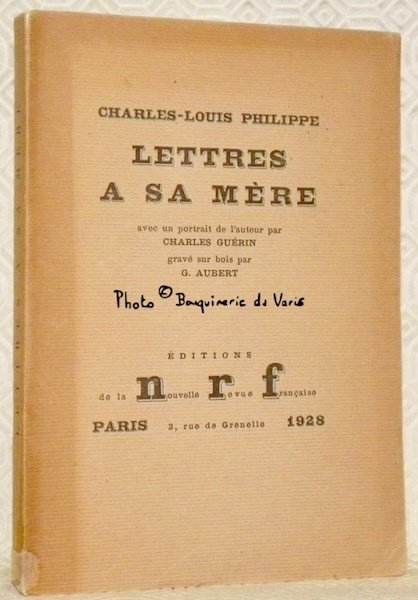 CHARLES-LOUIS PHILIPPE
LETTRES
A SA MÈRE
avec un portrait de l'auteur par
CHARLES GUÉRIN
gravé sur bois par
G. AUBERT
Photo © Bouquinerie du Varis
ÉDITIONS
de la nouvelle revue française
PARIS 3, rue de Grenelle 1928